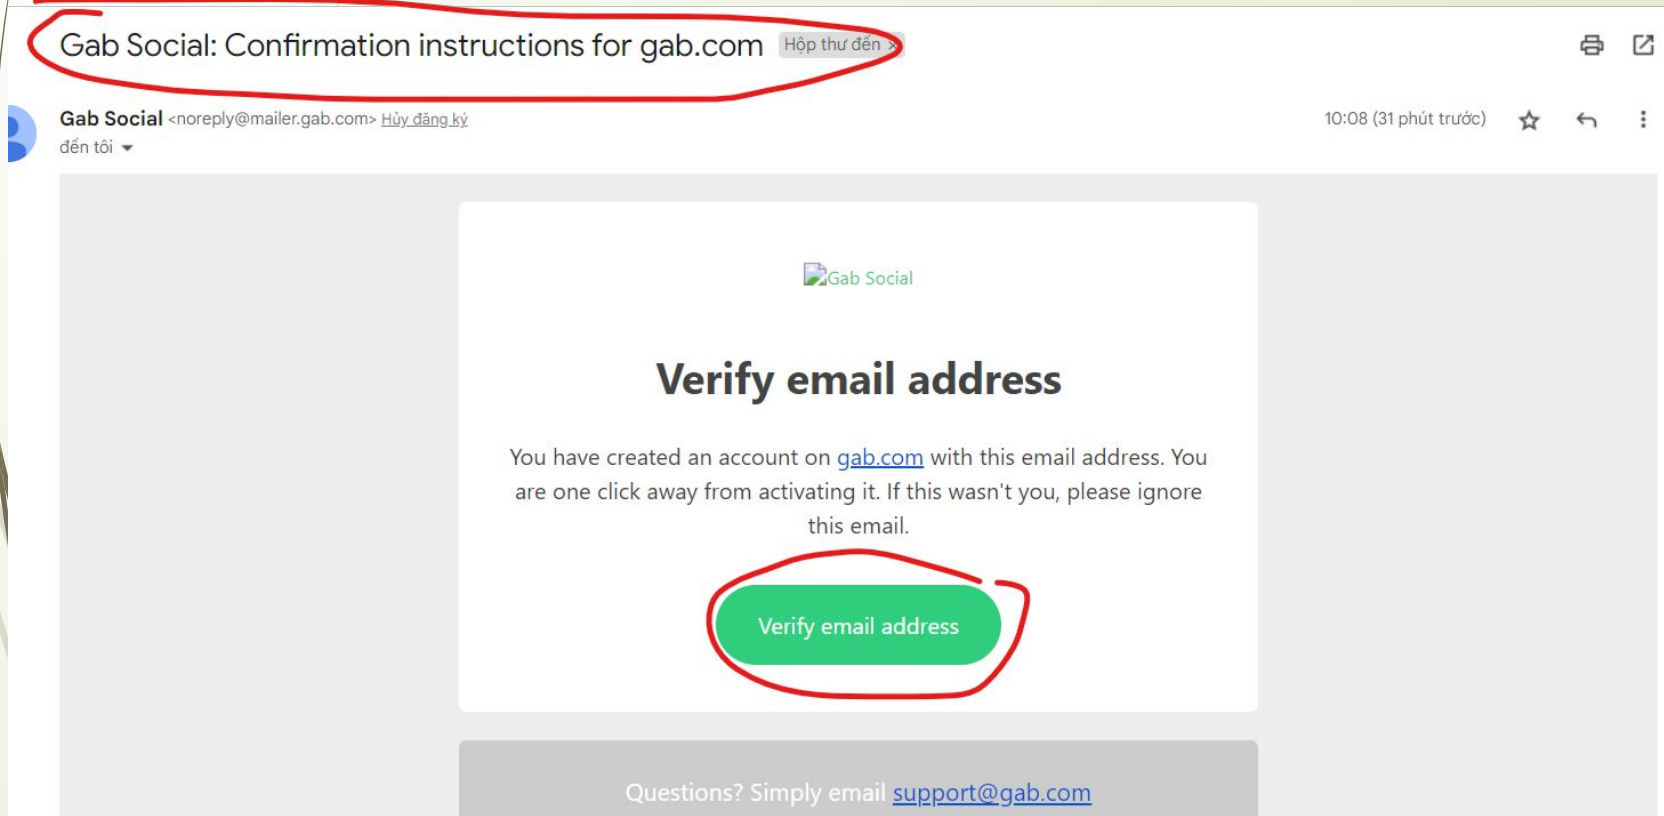 Gab Social: Confirmation instructions for gab.com Hộp thư đến ×
Gab Social <noreply@mailer.gab.com> Hủy đăng ký
10:08 (31 phút trước)
đến tôi
Gab Social
Verify email address
You have created an account on gab.com with this email address. You
are one click away from activating it. If this wasn't you, please ignore
this email.
Verify email address
Questions? Simply email support@gab.com